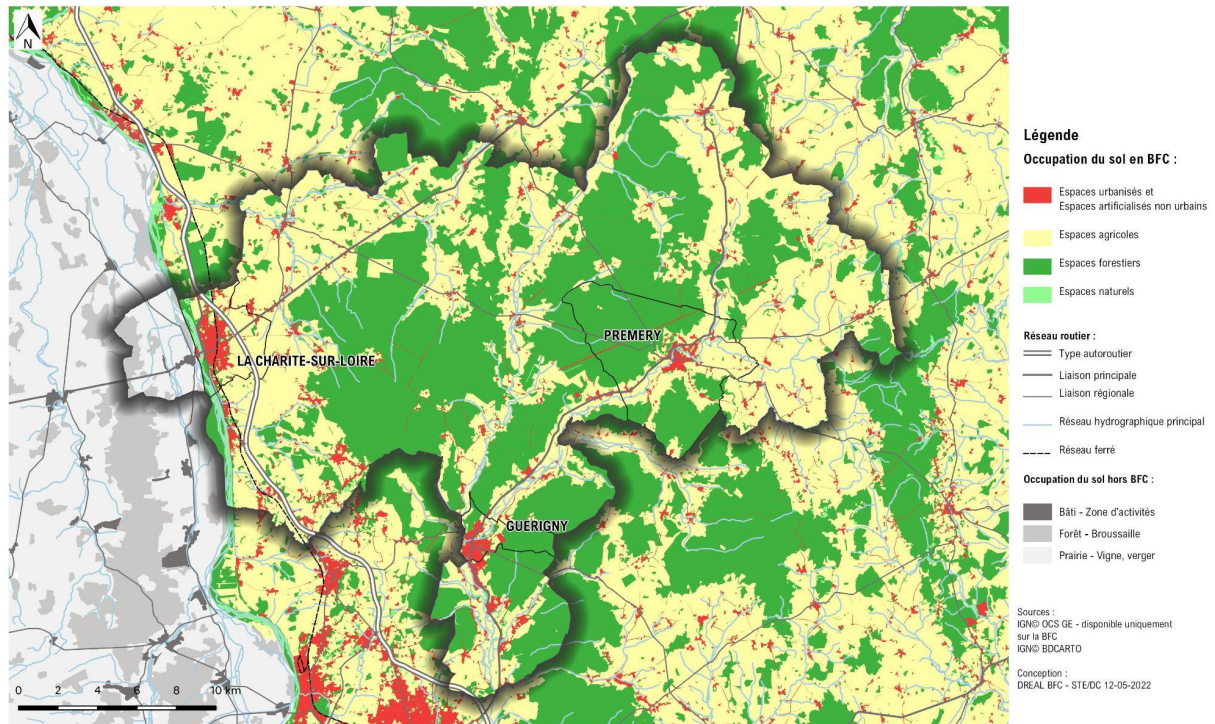 N
LA CHARITE-SUR-LOIRE
PREMERY
GUERIGNY
0 2 4 6 8 10 km
Légende
Occupation du sol en BFC :
Espaces urbanisés et
Espaces artificialisés non urbains
Espaces agricoles
Espaces forestiers
Espaces naturels
Réseau routier :
Type autoroutier
Liaison principale
Liaison régionale
Réseau hydrographique principal
Réseau ferré
Occupation du sol hors BFC :
Bâti - Zone d'activités
Forêt - Broussaille
Prairie - Vigne, verger
Sources :
IGN© OCS GE - disponible uniquement
sur la BFC
IGN© BDCARTO
Conception :
DREAL BFC - STE/DC 12-05-2022